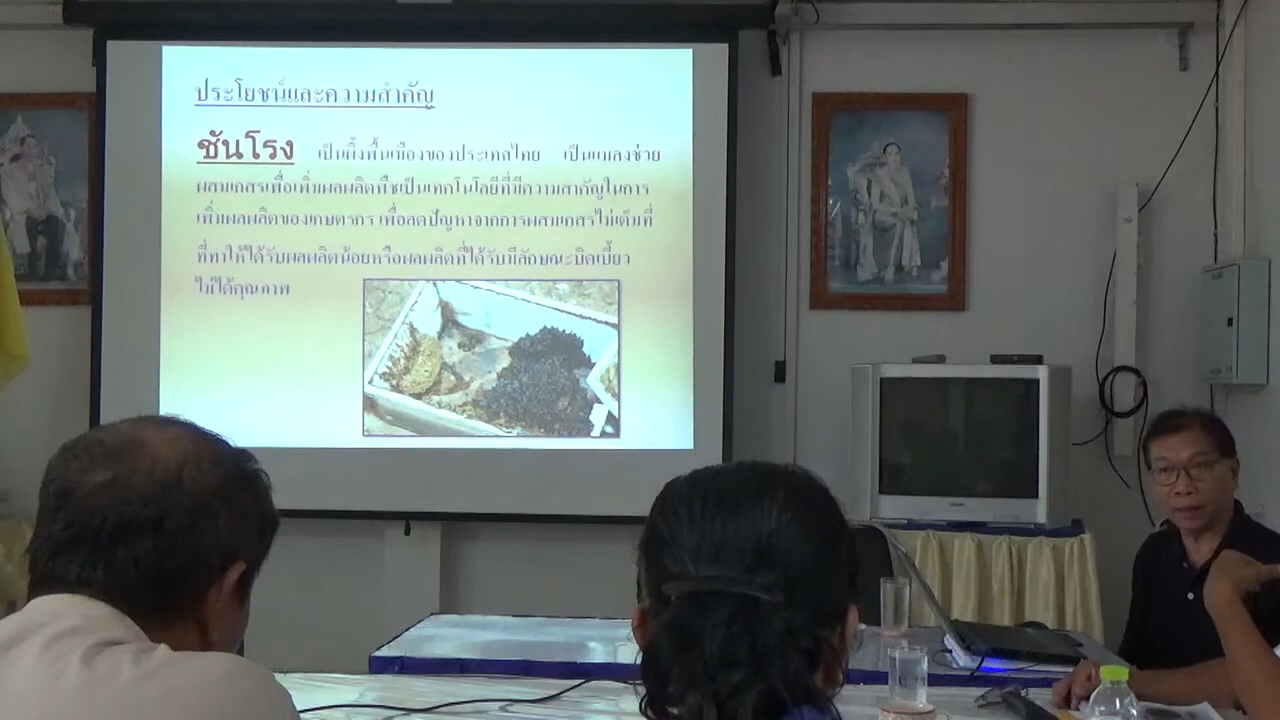 ประโยชน์และความสำคัญ
ชันโรง เป็นผึ้งพื้นเมืองของประเทศไทย เป็นแมลงช่วย
ผสมเกสรเพื่อเพิ่มผลผลิตพืชเป็นเทคโนโลยีที่มีความสำคัญในการ
เพิ่มผลผลิตของเกษตรกร เพื่อลดปัญหาจากการผสมเกสรไม่เต็มที่
ที่ทำให้ได้รับผลผลิตน้อยหรือผลผลิตที่ได้รับมีลักษณะบิดเบี้ยว
ไม่ได้คุณภาพ